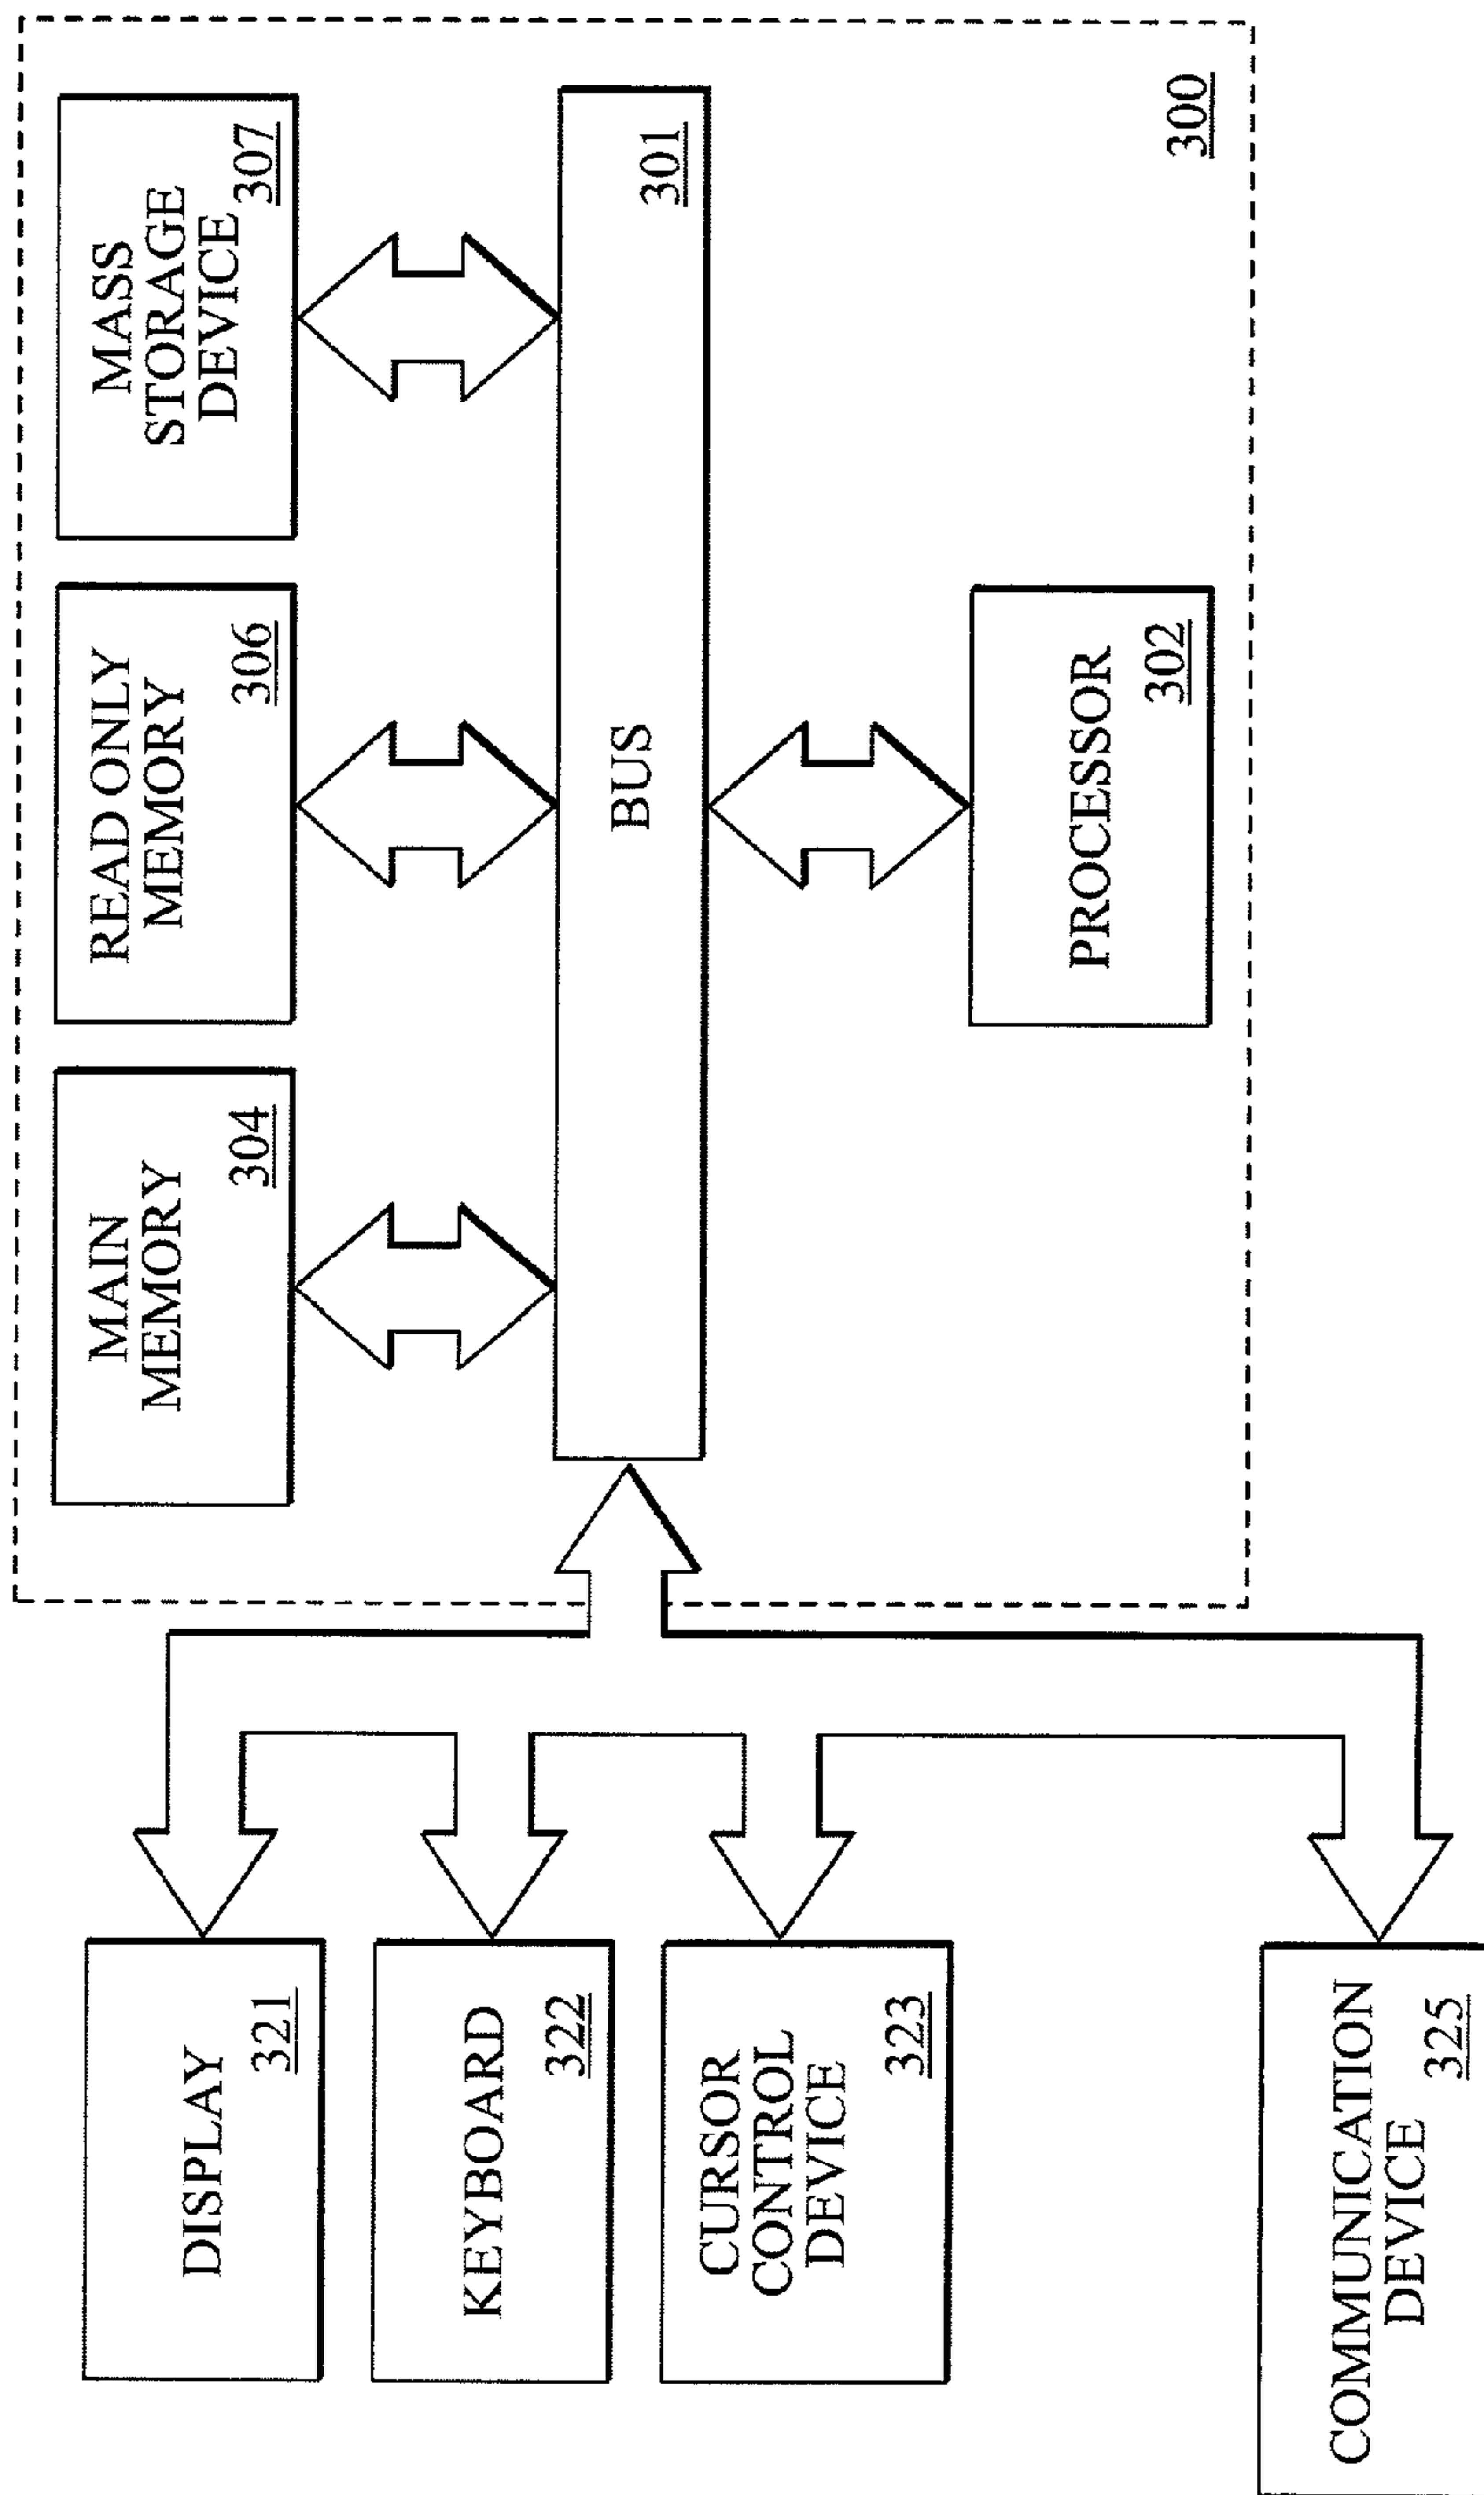 DISPLAY
321
KEYBOARD
322
CURSOR
CONTROL
DEVICE
323
COMMUNICATION
DEVICE
325
MAIN
MEMORY
304
READ ONLY
MEMORY
306
MASS
STORAGE
DEVICE
307
BUS
301
PROCESSOR
302
300